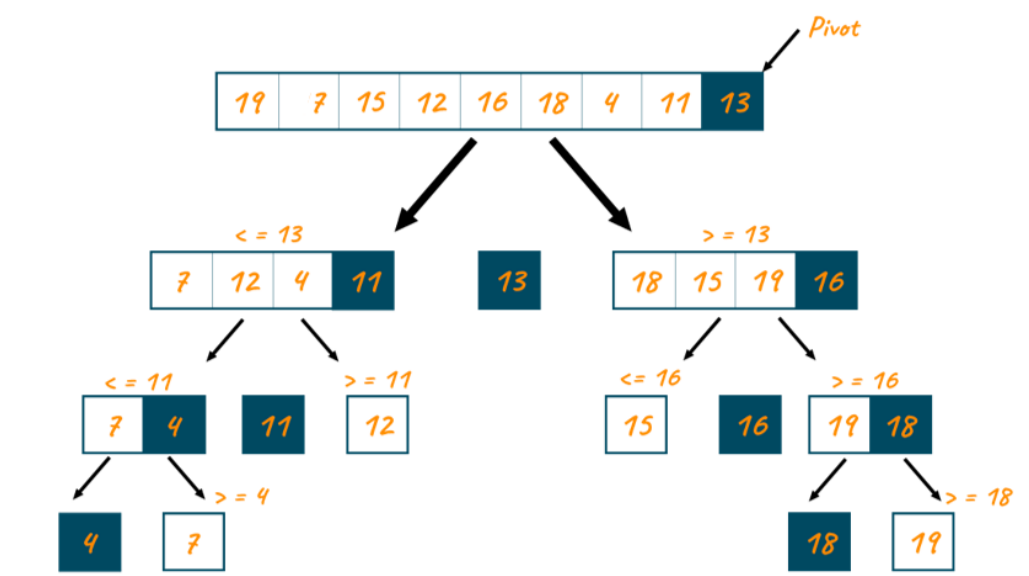 Pivot
19 7 15 12 16 18 4 11 13
< = 13
> = 13
7 12 4 11
13
18 15 19 16
< = 11
> = 11
<= 16
> = 16
7 4
11
12
15
16
19 18
> = 4
> = 18
4
7
18
19